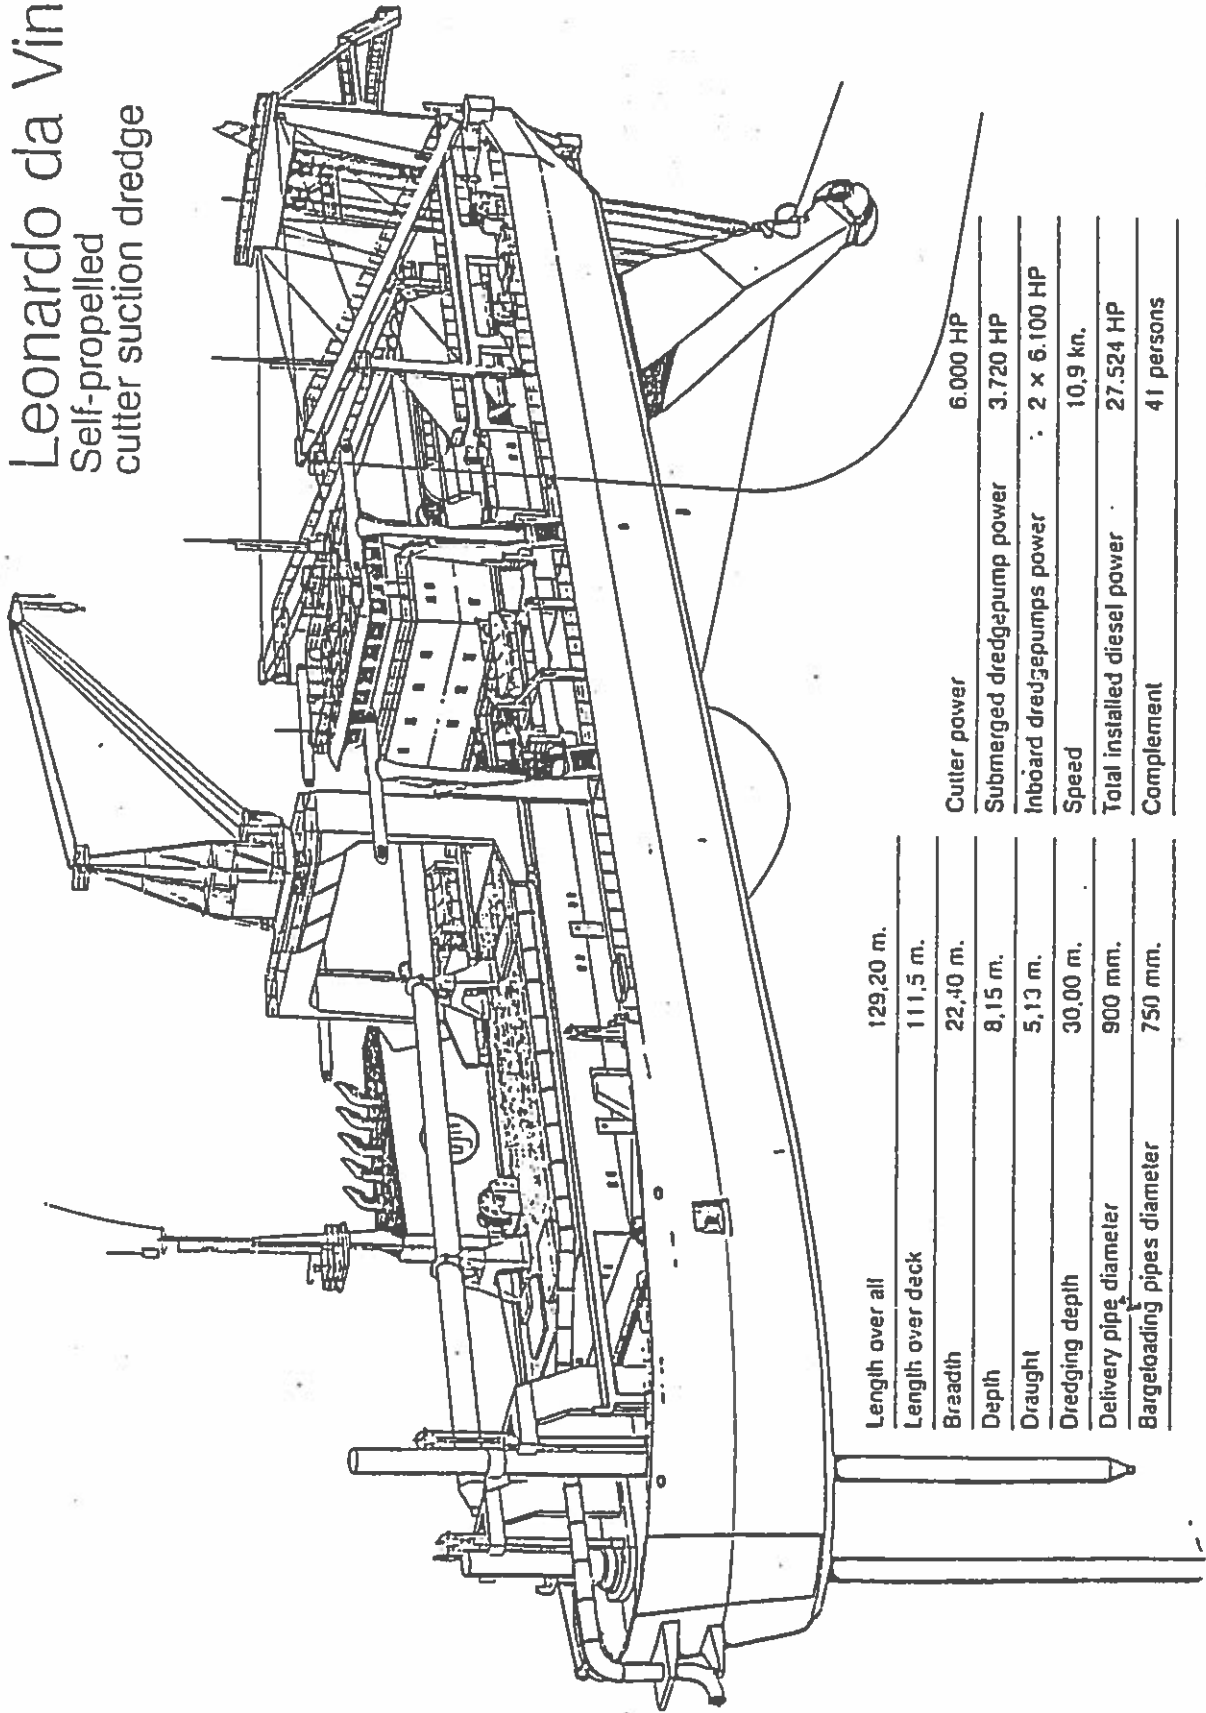 Leonardo da Vin
Self-propelled
cutter suction dredge
Length over all 129,20 m.
Length over deck 111,5 m.
Breadth 22,40 m.
Depth 8,15 m.
Draught 5,13 m.
Dredging depth 30,00 m.
Delivery pipe diameter 900 mm.
Bargeloading pipes diameter 750 mm.
Cutter power 6.000 HP
Submerged dredgepump power 3.720 HP
Inboard dredgepumps power : 2 × 6.100 HP
Speed 10,9 kn.
Total installed diesel power 27.524 HP
Complement 41 persons